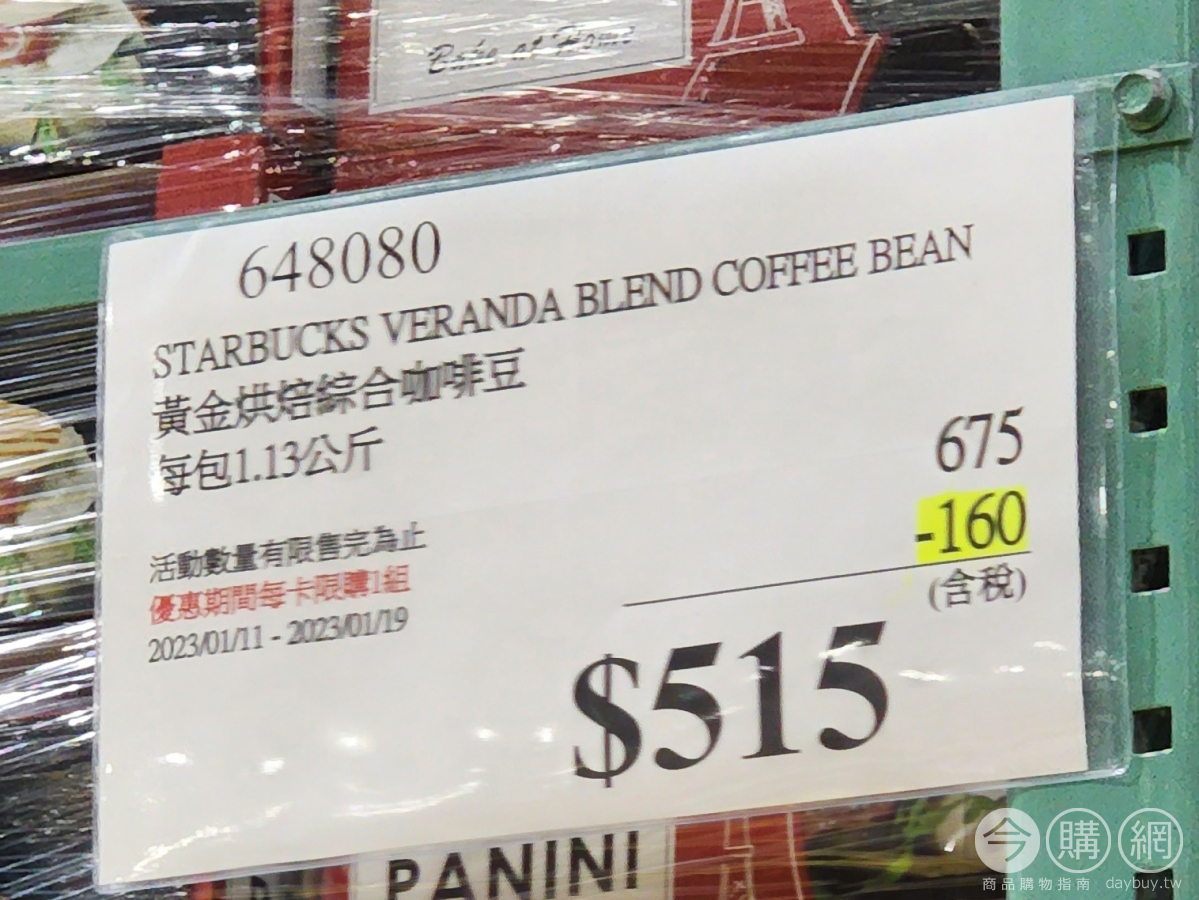 Bake at Home
648080
STARBUCKS VERANDA BLEND COFFEE BEAN
黃金烘焙綜合咖啡豆
每包1.13公斤
675
-160
(含稅)
活動數量有限售完為止
優惠期間每卡限購1組
2023/01/11 - 2023/01/19
$515
PANINI
今購網
商品購物指南 daybuy.tw